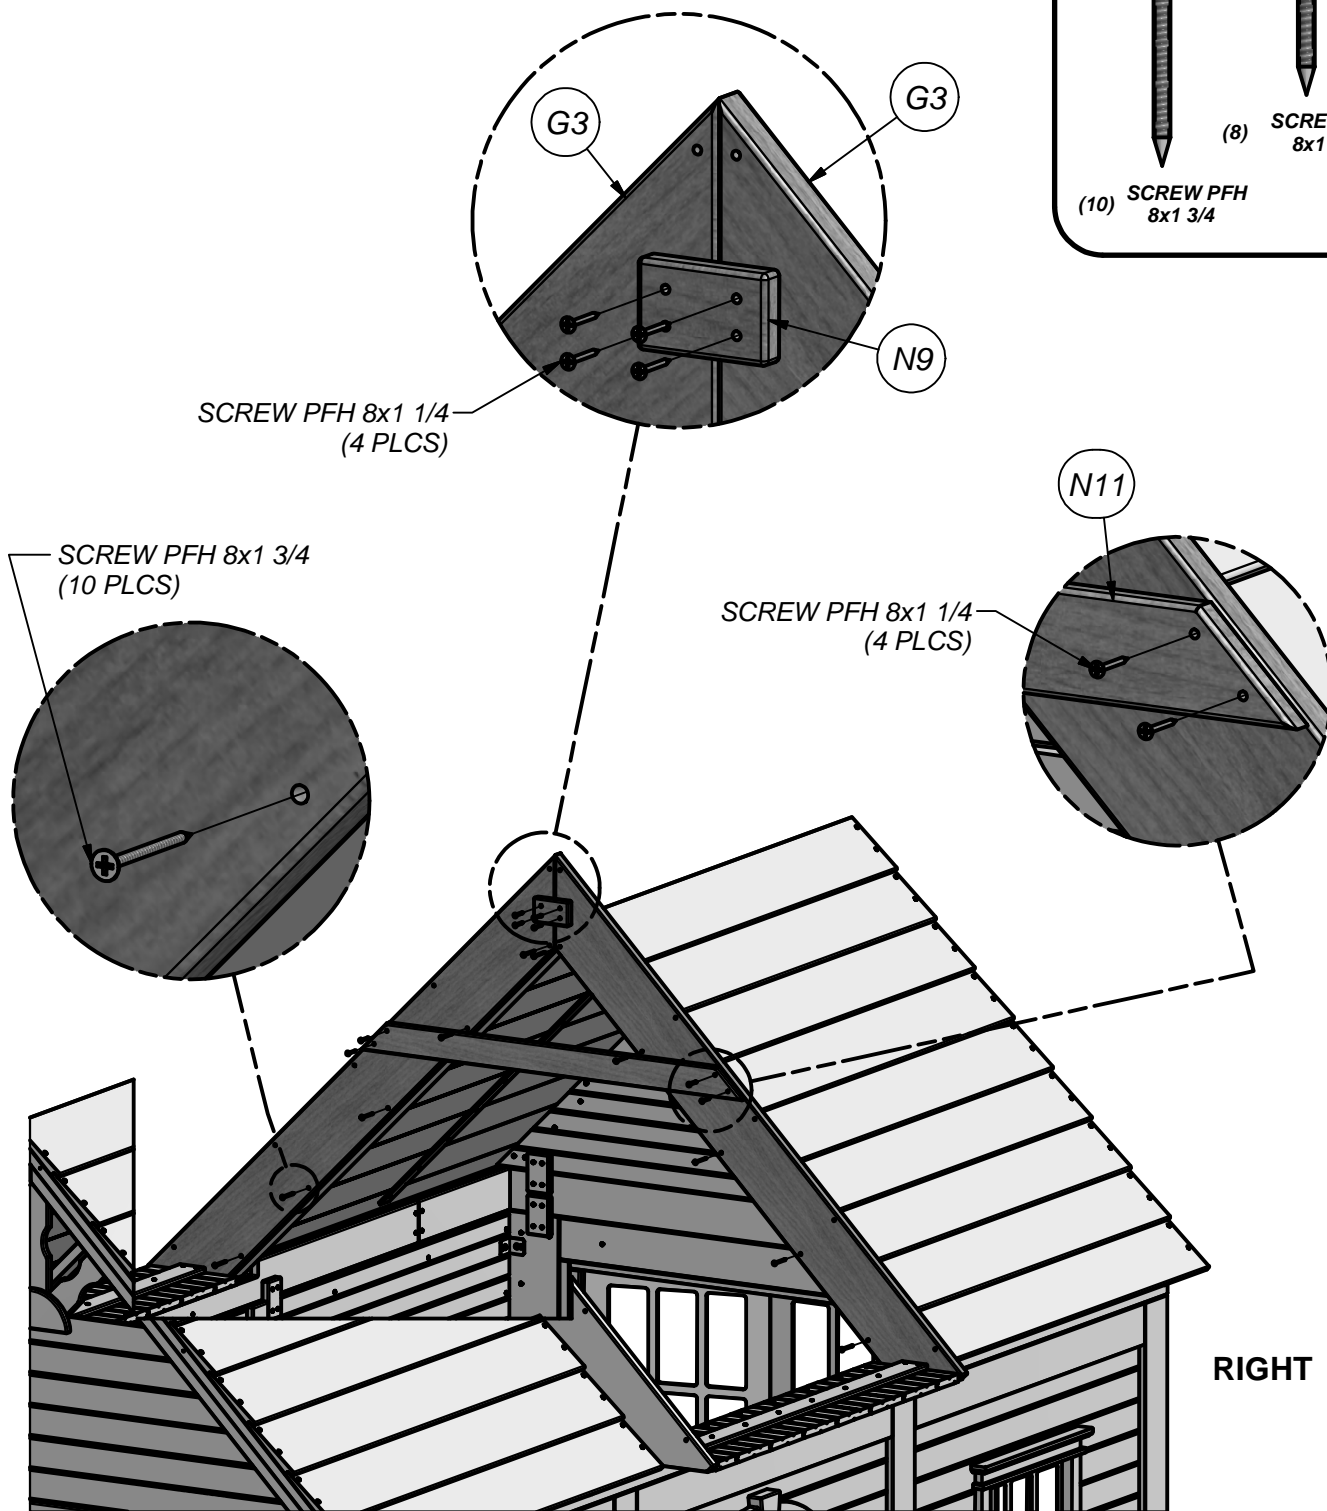 G3
G3
(8)
8x1
(10) SCREW PFH
8x1 3/4
N9
SCREW PFH 8x1 1/4
(4 PLCS)
N11
SCREW PFH 8x1 3/4
(10 PLCS)
SCREW PFH 8x1 1/4
(4 PLCS)
RIGHT